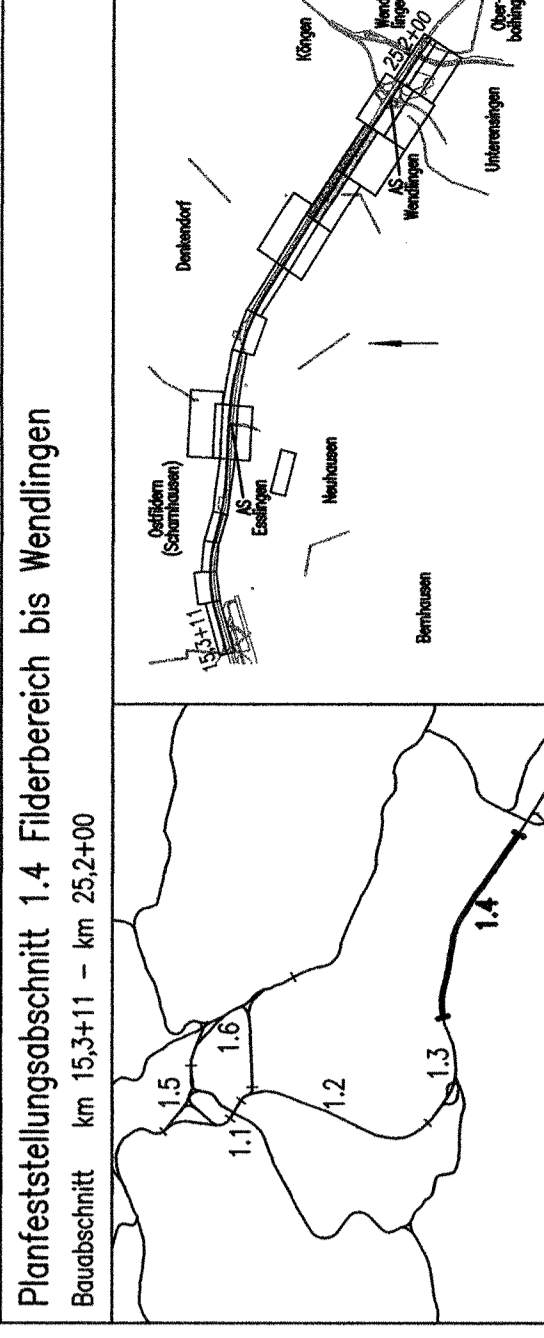 Planfeststellungsabschnitt 1.4 Filderbereich bis Wendlingen
Bauabschnitt km 15,3+11 – km 25,2+00
1.5
1.6
1.1
1.2
1.3
1.4
15,3+11
Ostfildern
(Scharnhausen)
AS
Esslingen
Neuhausen
Bernhausen
Denkendorf
Köngen
Wend-
lingen
25,2+00
AS
Wendlingen
Unterensingen
Ober-
boihingen